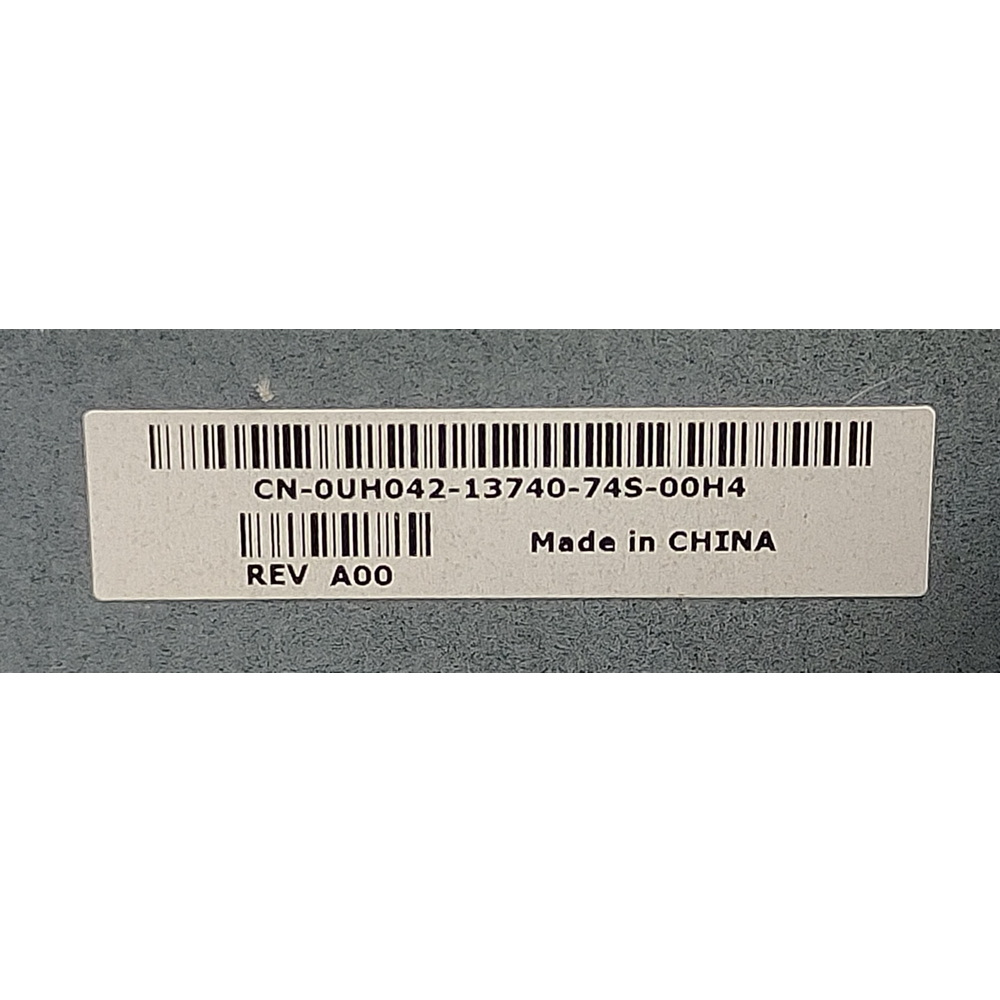 CN-0UH042-13740-74S-00H4
Made in CHINA
REV A00